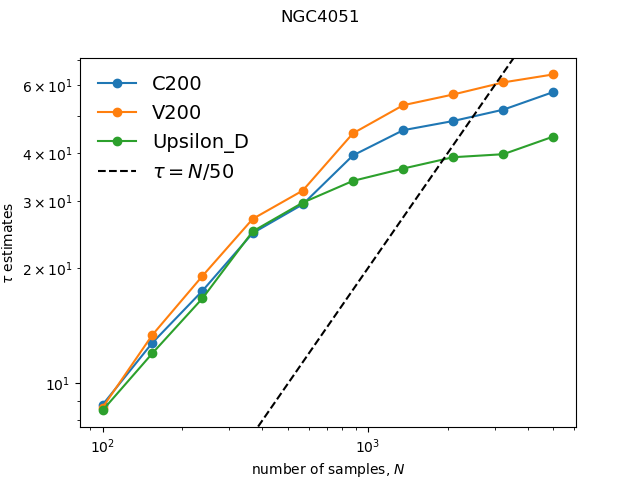 NGC4051
C200
V200
Upsilon_D
τ = N/50
6 × 10¹
4 × 10¹
3 × 10¹
2 × 10¹
10¹
τ estimates
10² 10³
number of samples, N